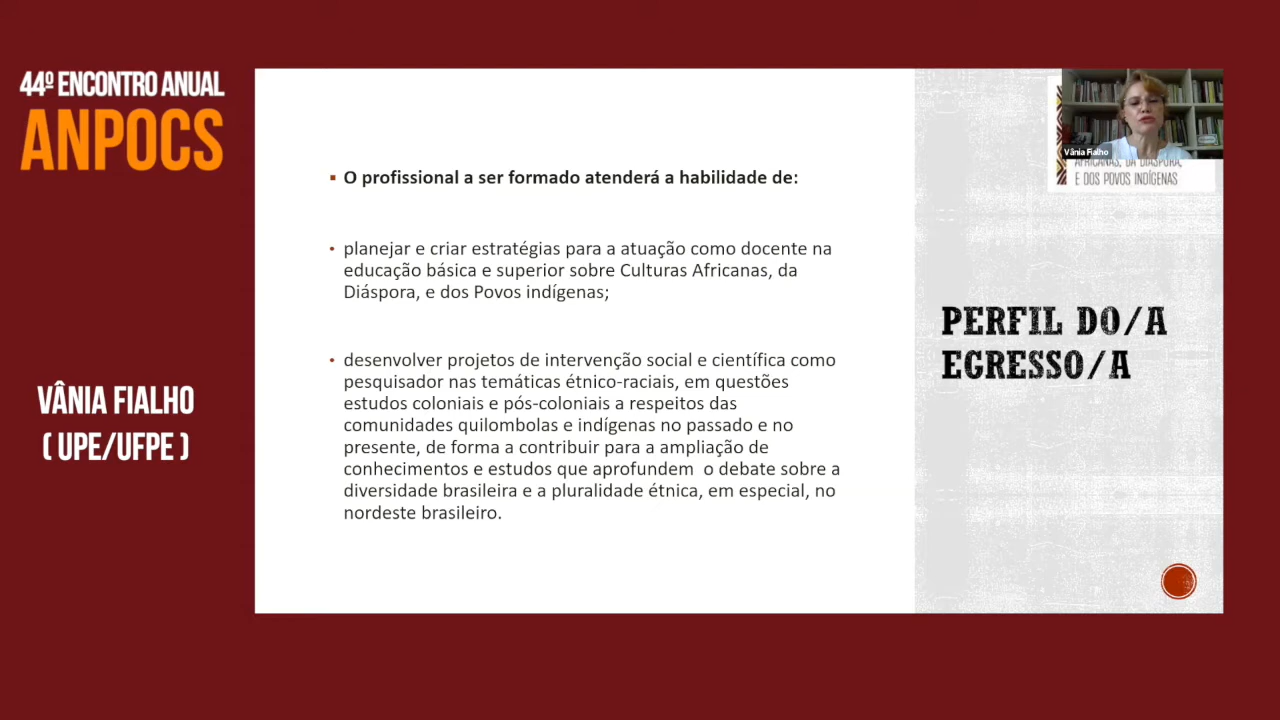 44º ENCONTRO ANUAL
ANPOCS
VÂNIA FIALHO
( UPE/UFPE )
▪ O profissional a ser formado atenderá a habilidade de:
• planejar e criar estratégias para a atuação como docente na
educação básica e superior sobre Culturas Africanas, da
Diáspora, e dos Povos indígenas;
• desenvolver projetos de intervenção social e científica como
pesquisador nas temáticas étnico-raciais, em questões
estudos coloniais e pós-coloniais a respeitos das
comunidades quilombolas e indígenas no passado e no
presente, de forma a contribuir para a ampliação de
conhecimentos e estudos que aprofundem  o debate sobre a
diversidade brasileira e a pluralidade étnica, em especial, no
nordeste brasileiro.
Vânia Fialho
AFRICANAS, DA DIÁSPORA,
E DOS POVOS INDÍGENAS
PERFIL DO/A
EGRESSO/A